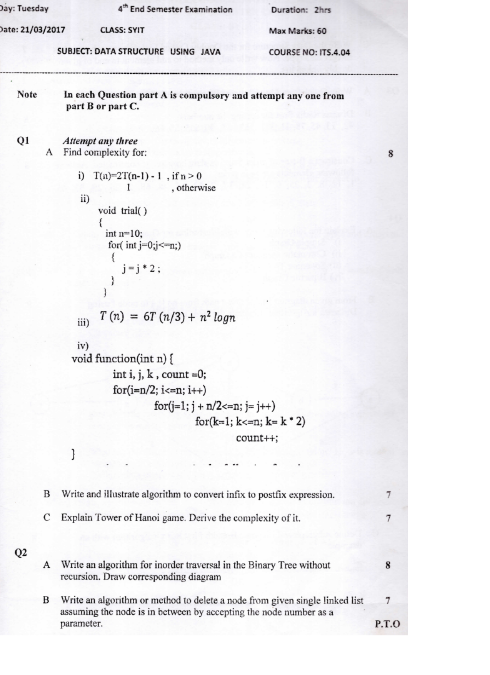 Day: Tuesday 4th End Semester Examination Duration: 2hrs
Date: 21/03/2017 CLASS: SYIT Max Marks: 60
SUBJECT: DATA STRUCTURE USING JAVA COURSE NO: ITS.4.04
Note In each Question part A is compulsory and attempt any one from
part B or part C.
Q1 Attempt any three
A Find complexity for: 8
i) T(n)=2T(n-1) - 1 , if n > 0
1 , otherwise
ii)
void trial( )
{
int n=10;
for( int j=0;j<=n;)
{
j = j * 2 ;
}
}
iii) T (n) = 6T (n/3) + n² logn
iv)
void function(int n) {
int i, j, k , count =0;
for(i=n/2; i<=n; i++)
for(j=1; j + n/2<=n; j= j++)
for(k=1; k<=n; k= k * 2)
count++;
}
B Write and illustrate algorithm to convert infix to postfix expression. 7
C Explain Tower of Hanoi game. Derive the complexity of it. 7
Q2
A Write an algorithm for inorder traversal in the Binary Tree without 8
recursion. Draw corresponding diagram
B Write an algorithm or method to delete a node from given single linked list 7
assuming the node is in between by accepting the node number as a
parameter. P.T.O